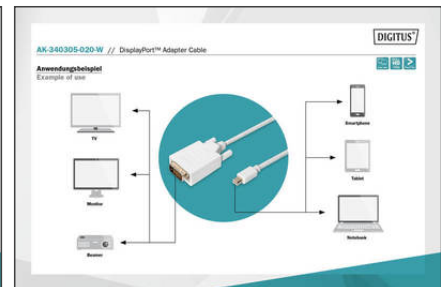 DIGITUS®
AK-340305-020-W // DisplayPort™ Adapter Cable
Anwendungsbeispiel
Example of use
TV
Monitor
Beamer
Smartphone
Tablet
Notebook